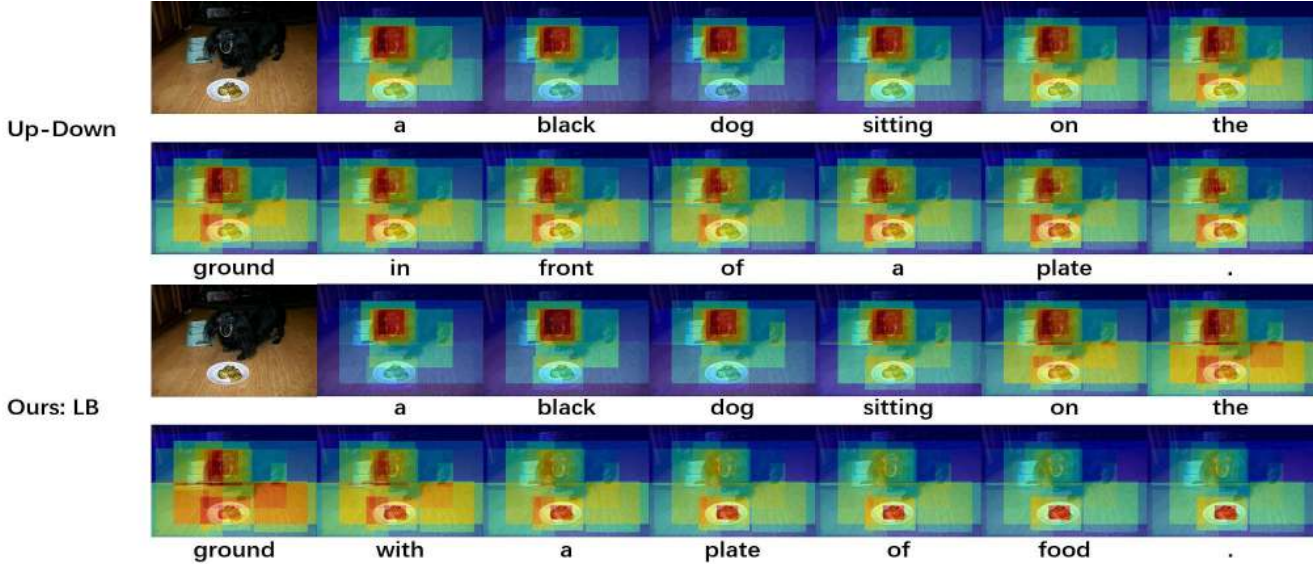 Up-Down
a black dog sitting on the
ground in front of a plate .
Ours: LB
a black dog sitting on the
ground with a plate of food .